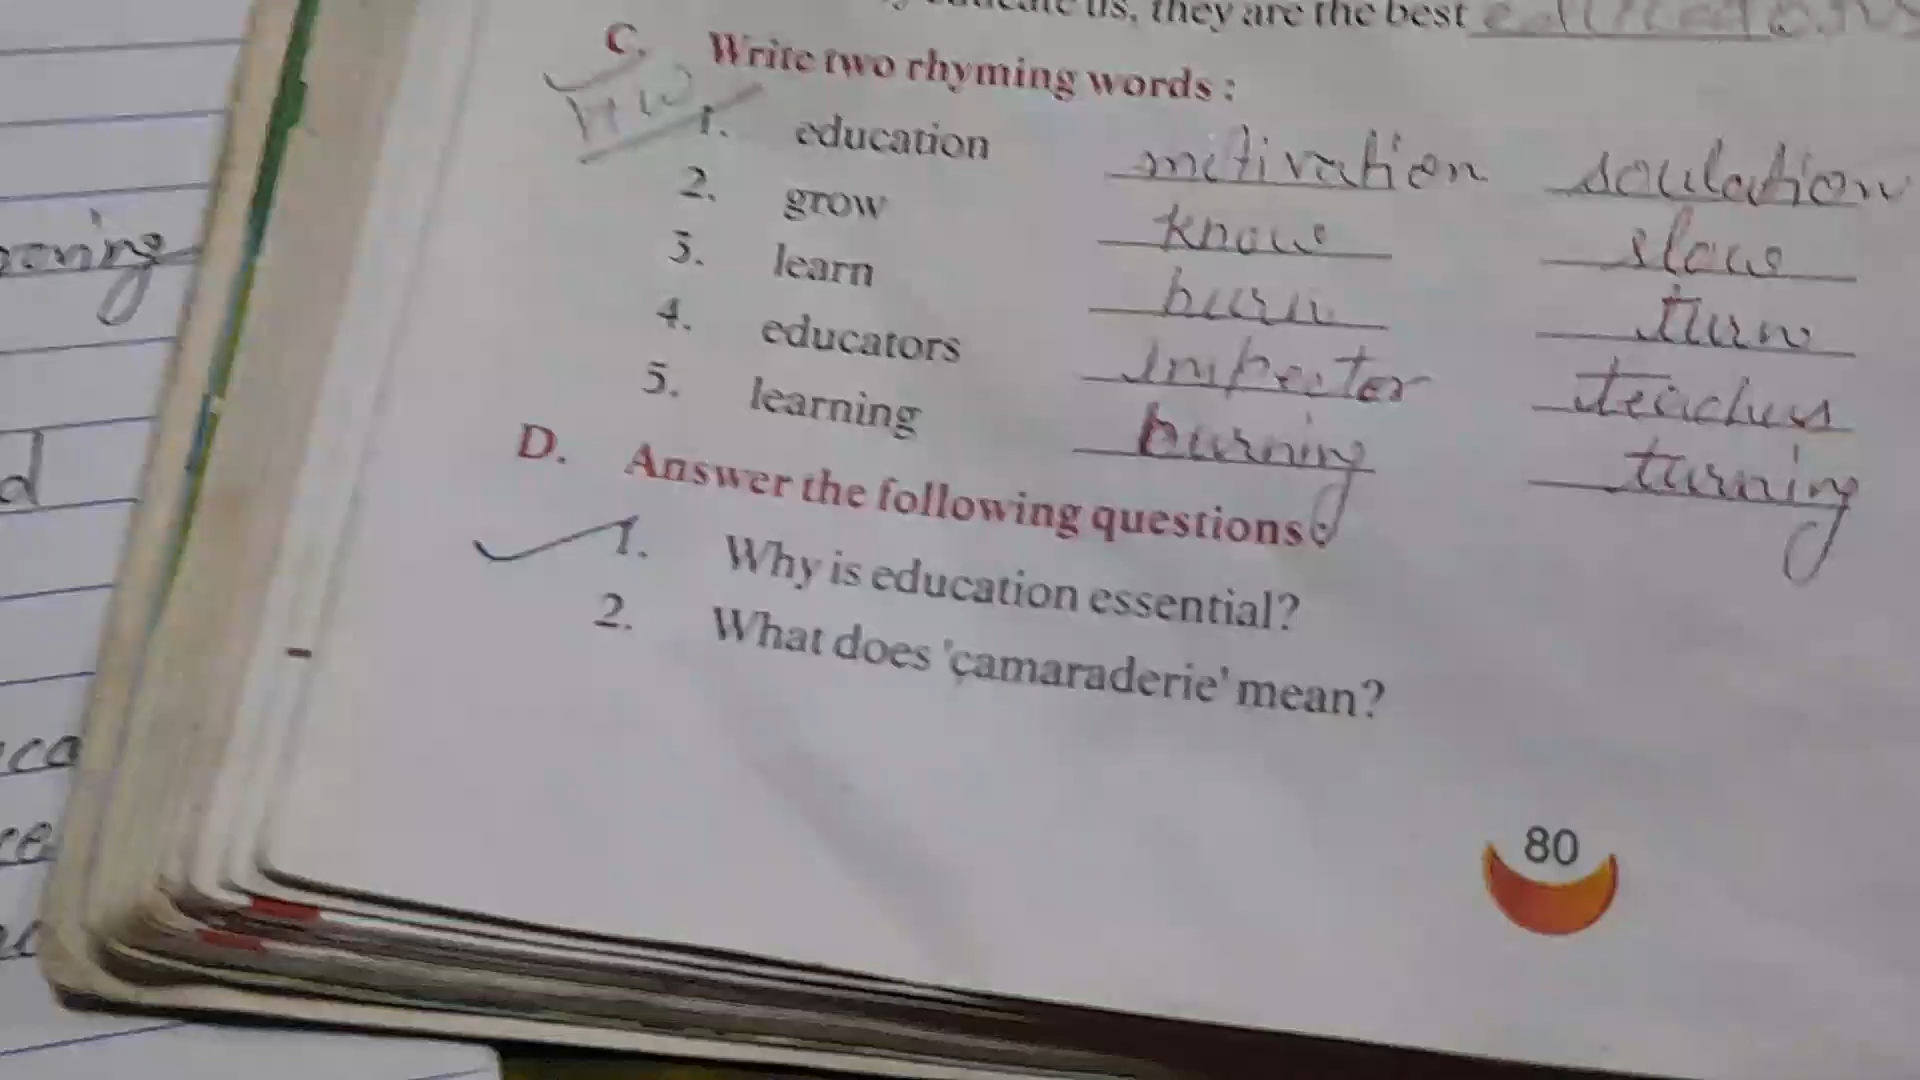 us, they are the best
C. Write two rhyming words :
HW
1. education motivation soulation
2. grow know slow
3. learn burn turn
4. educators teachers
5. learning burning turning
D. Answer the following questions:
1. Why is education essential?
2. What does 'camaraderie' mean?
80